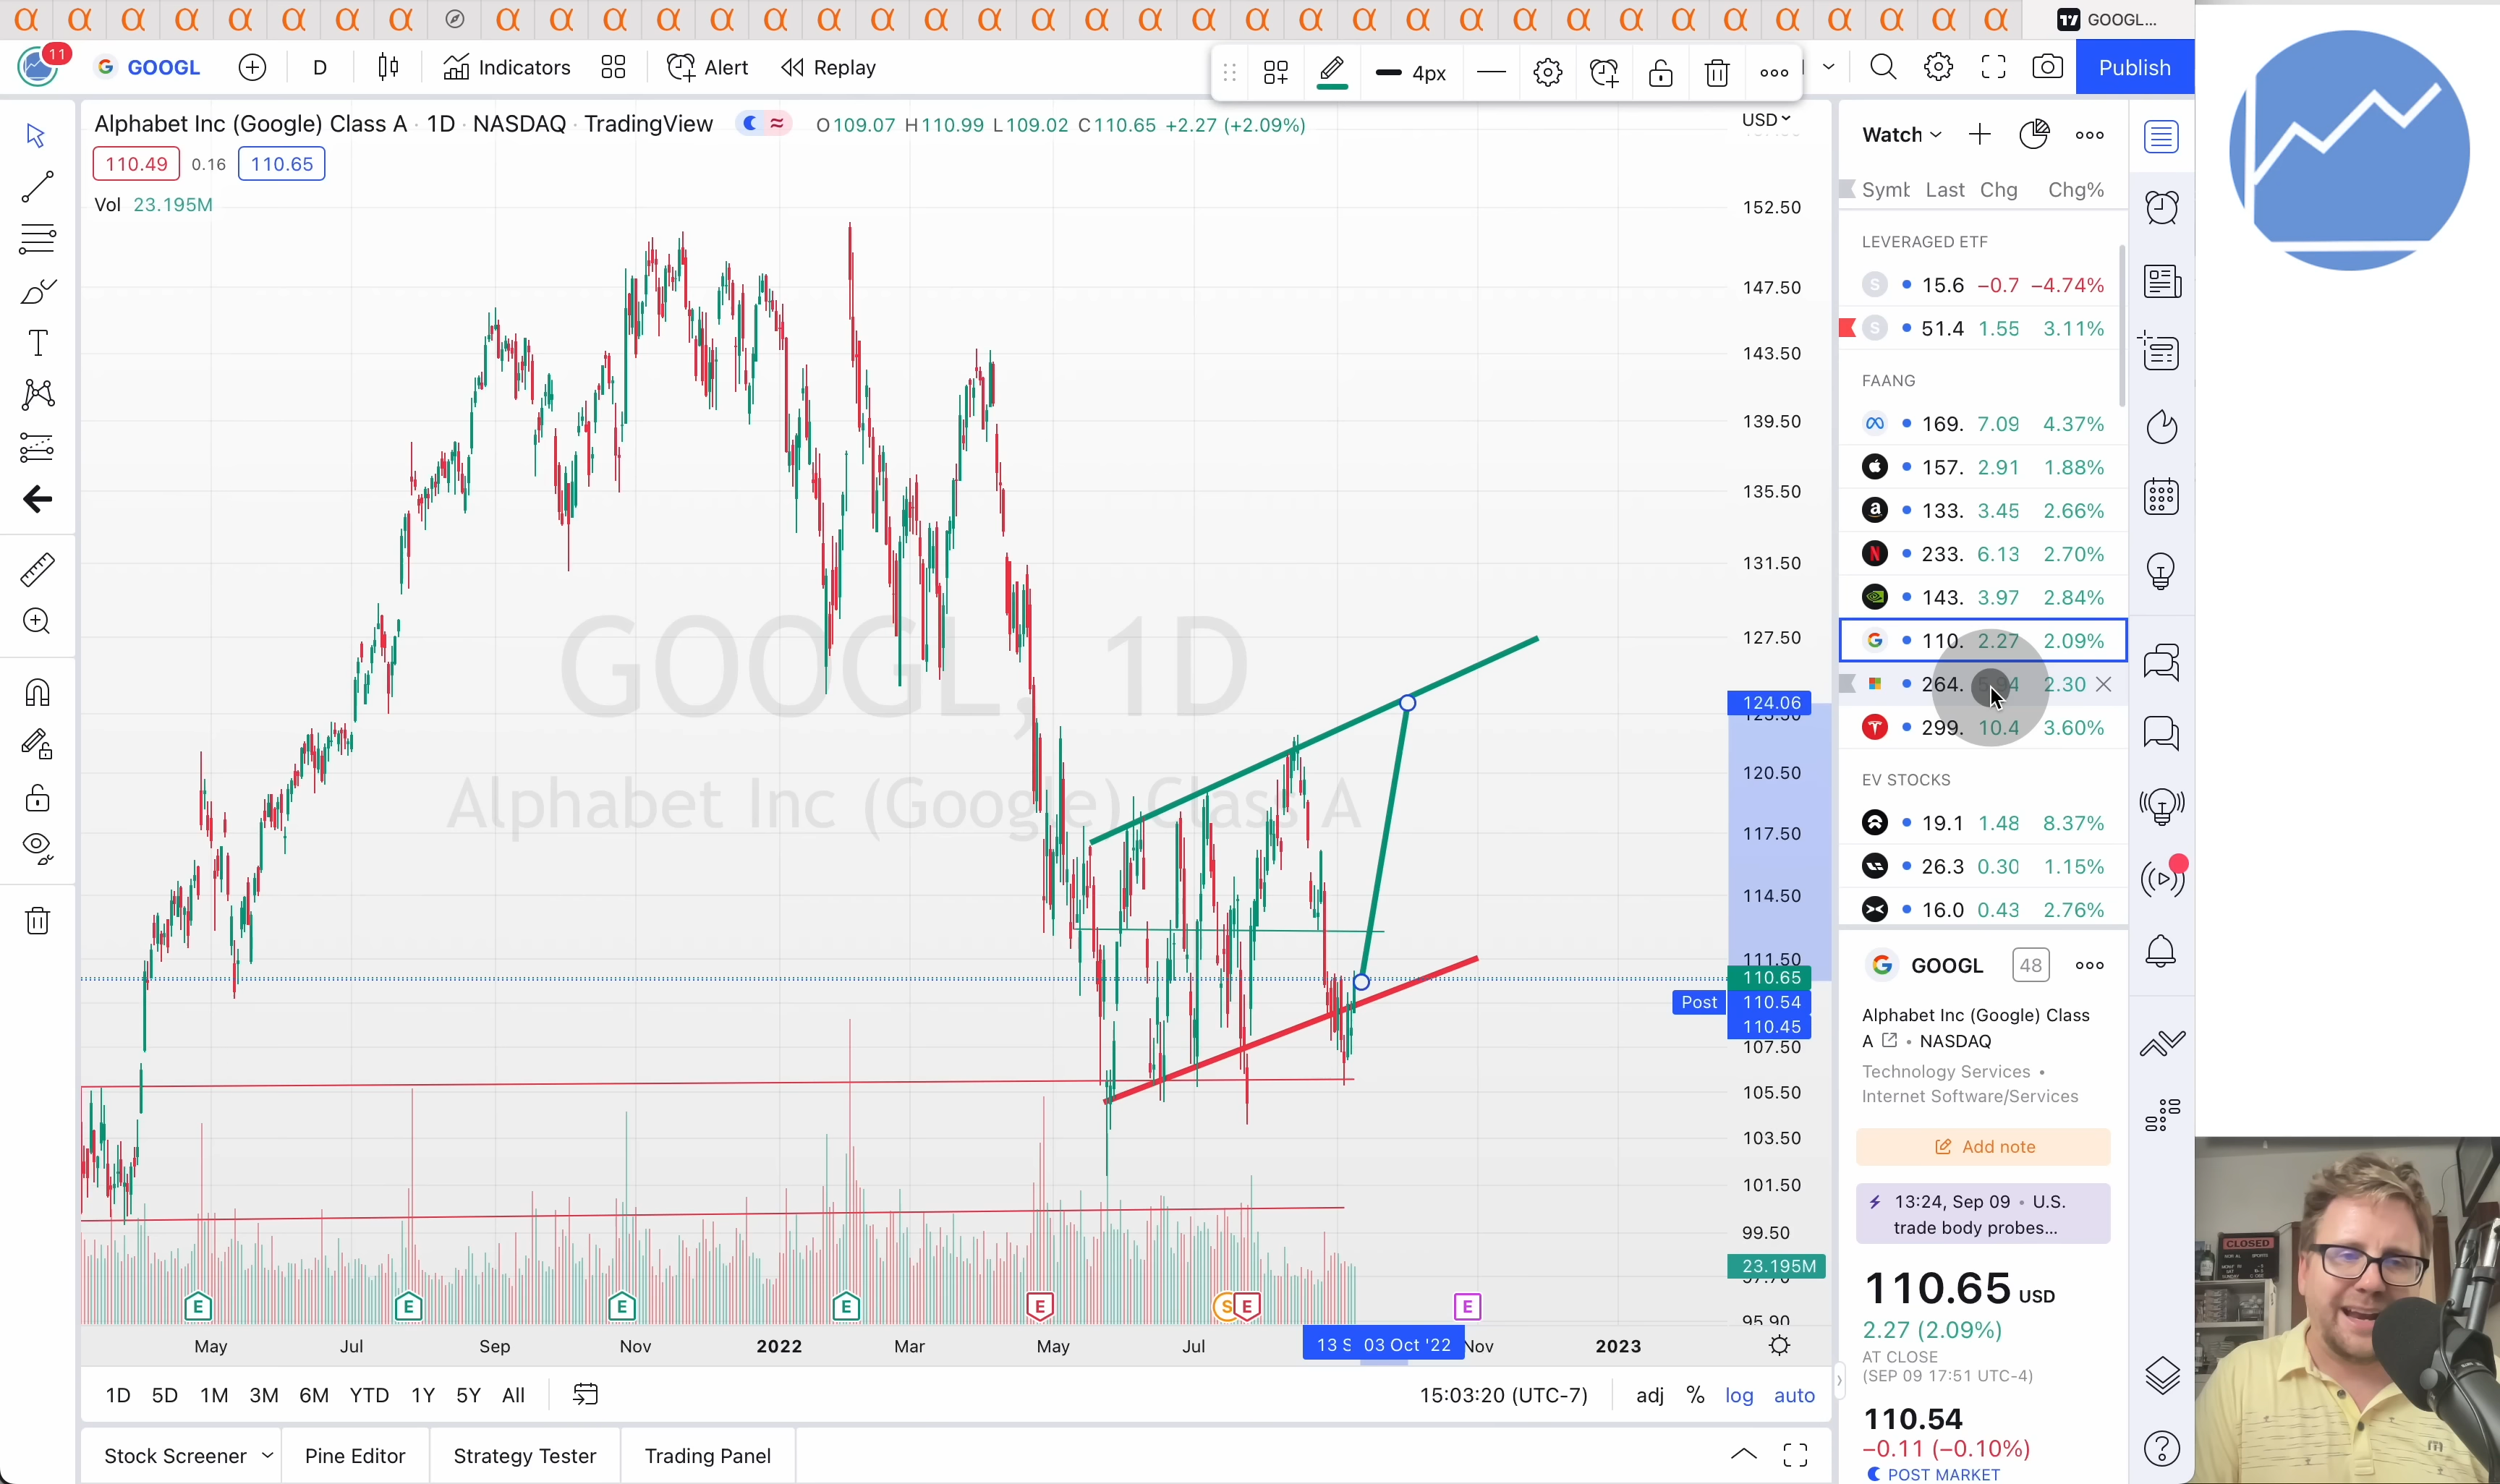 GOOGL...
11
GOOGL
D
Indicators
Alert
Replay
4px
Publish
Alphabet Inc (Google) Class A · 1D · NASDAQ · TradingView
O109.07 H110.99 L109.02 C110.65 +2.27 (+2.09%)
USD
110.49 0.16 110.65
Vol 23.195M
152.50
147.50
143.50
139.50
135.50
131.50
127.50
124.06
120.50
117.50
114.50
111.50
110.65
Post 110.54
110.45
107.50
105.50
103.50
101.50
99.50
23.195M
95.90
GOOGL, 1D
Alphabet Inc (Google) Class A
E E E E E S E E
May Jul Sep Nov 2022 Mar May Jul 13 S 03 Oct '22 Nov 2023
1D 5D 1M 3M 6M YTD 1Y 5Y All
15:03:20 (UTC-7) adj % log auto
Stock Screener Pine Editor Strategy Tester Trading Panel
Watch
Symb Last Chg Chg%
LEVERAGED ETF
S 15.6 −0.7 −4.74%
S 51.4 1.55 3.11%
FAANG
169. 7.09 4.37%
157. 2.91 1.88%
133. 3.45 2.66%
233. 6.13 2.70%
143. 3.97 2.84%
110. 2.27 2.09%
264. 2.30
299. 10.4 3.60%
EV STOCKS
19.1 1.48 8.37%
26.3 0.30 1.15%
16.0 0.43 2.76%
GOOGL 48
Alphabet Inc (Google) Class
A • NASDAQ
Technology Services •
Internet Software/Services
Add note
13:24, Sep 09 • U.S.
trade body probes...
110.65 USD
2.27 (2.09%)
AT CLOSE
(SEP 09 17:51 UTC-4)
110.54
−0.11 (−0.10%)
POST MARKET
CLOSED